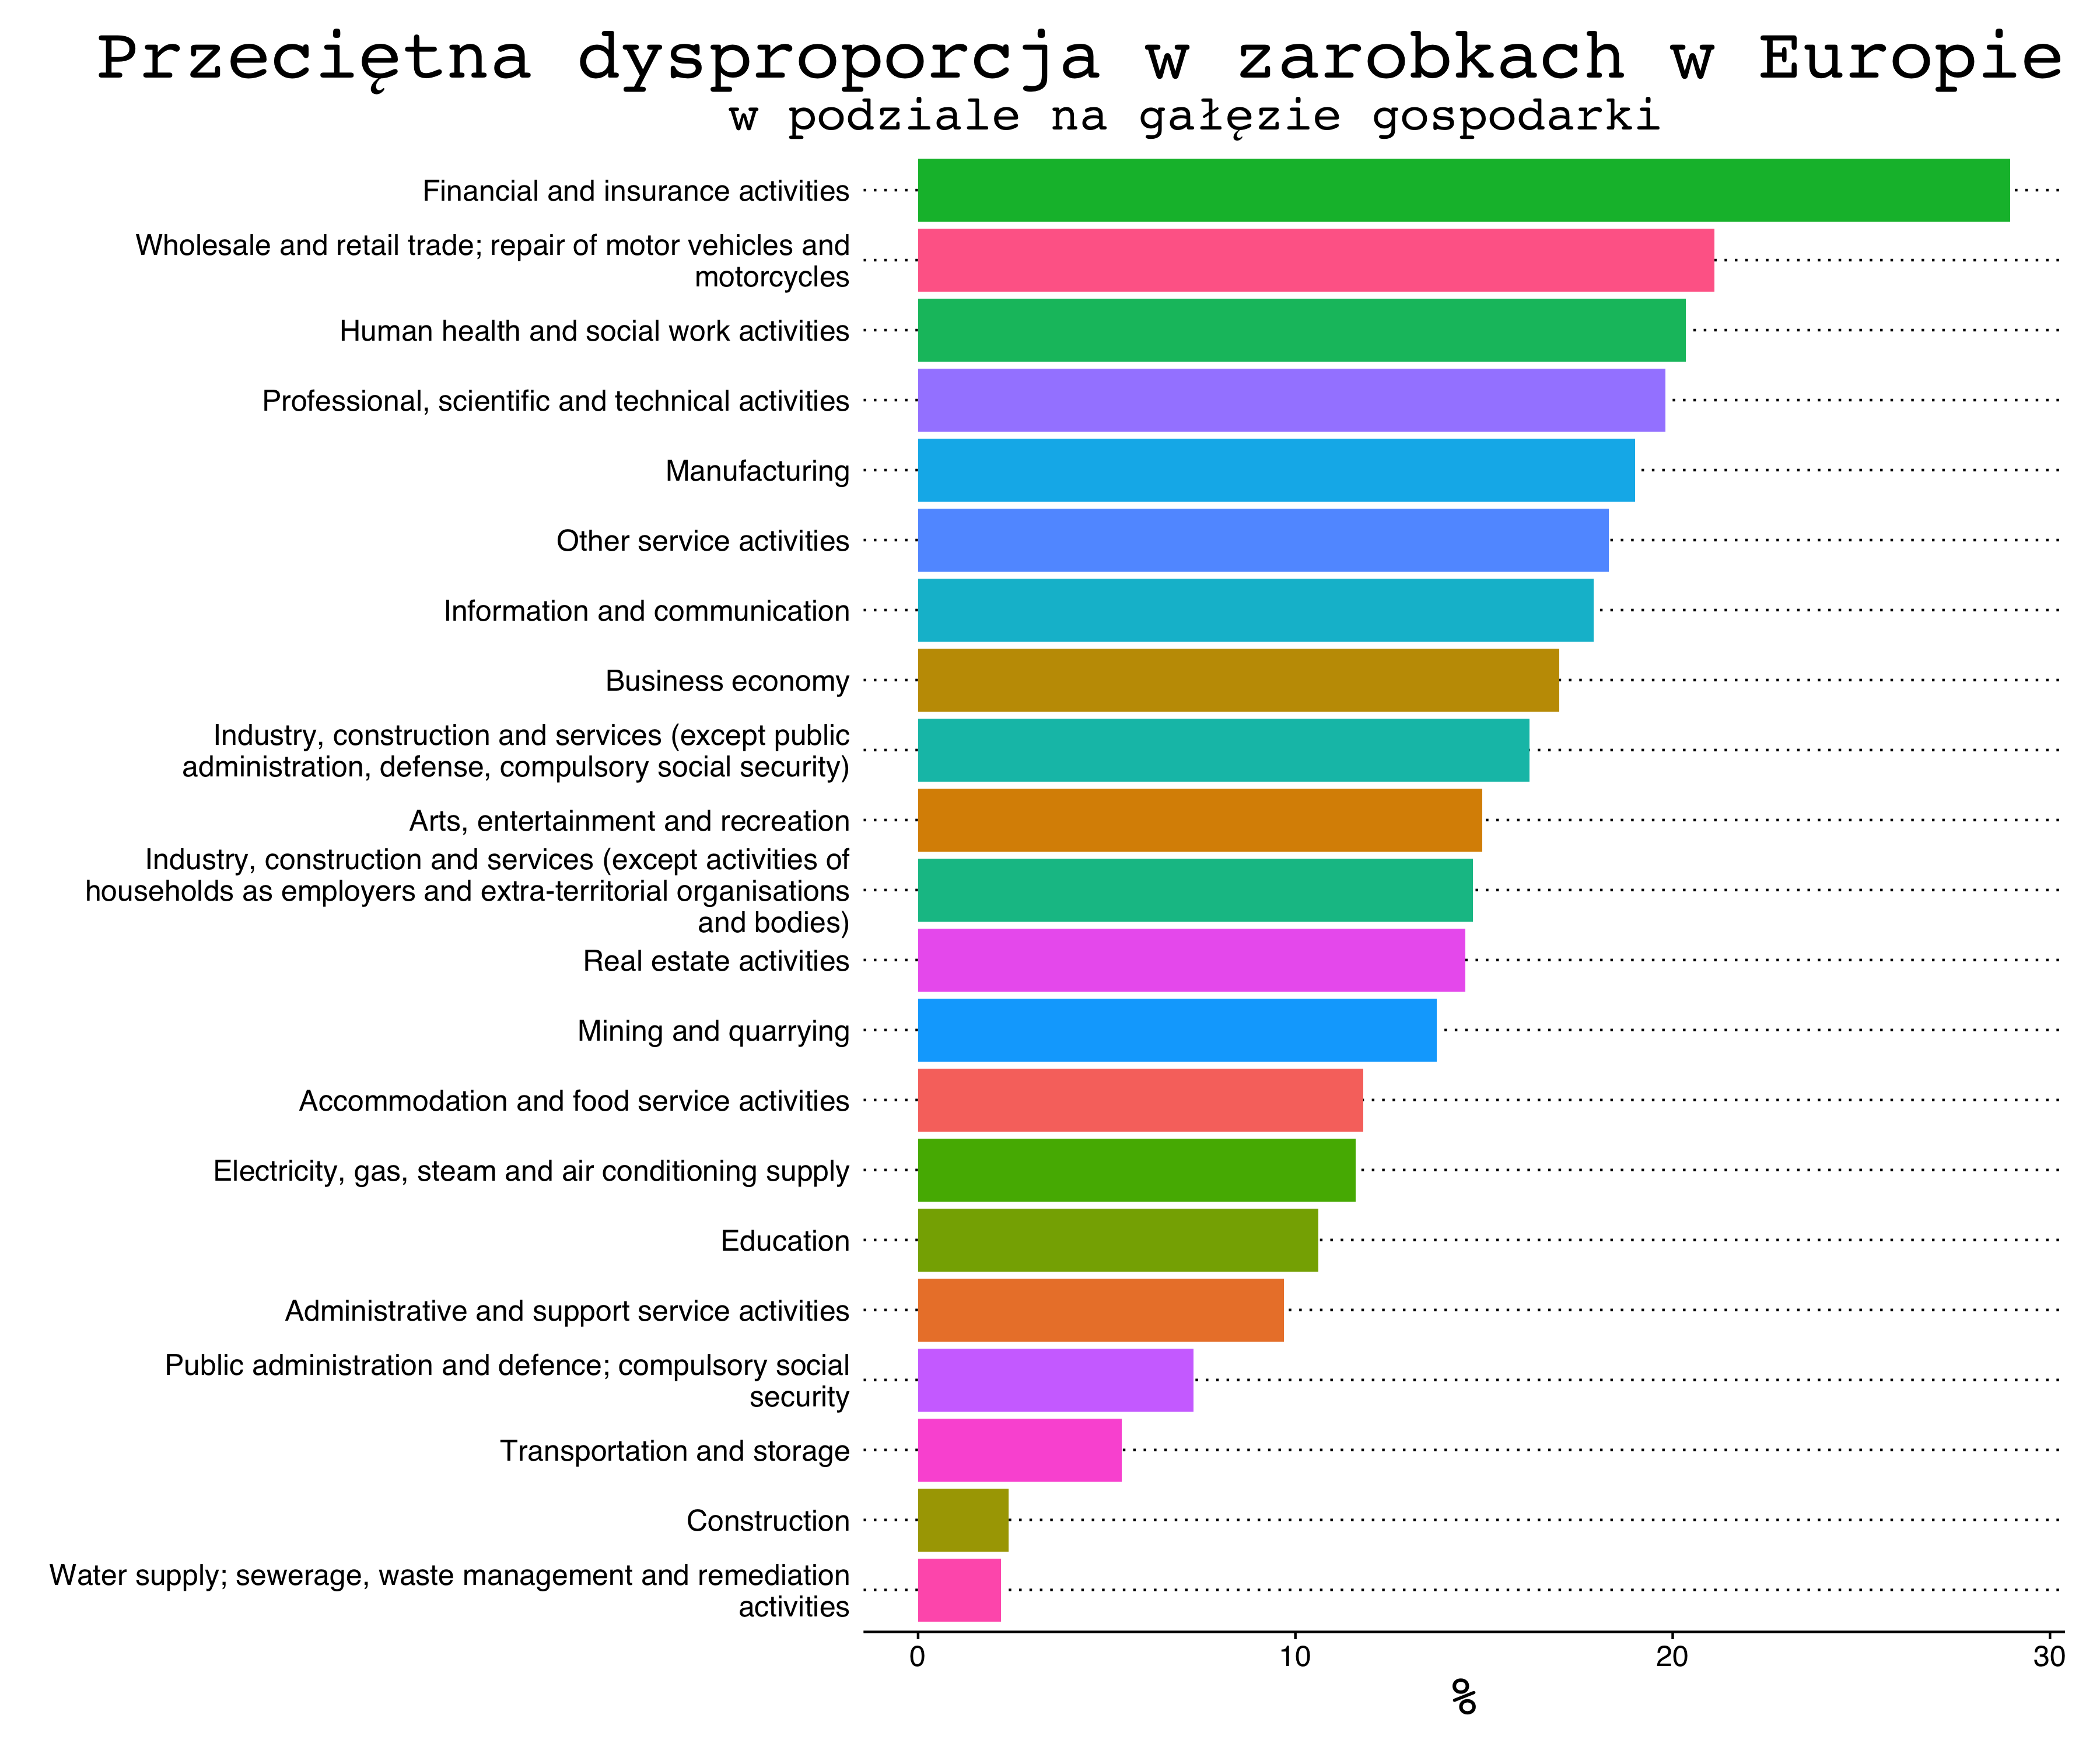 Przeciętna dysproporcja w zarobkach w Europie
w podziale na gałęzie gospodarki
Financial and insurance activities
Wholesale and retail trade; repair of motor vehicles and
motorcycles
Human health and social work activities
Professional, scientific and technical activities
Manufacturing
Other service activities
Information and communication
Business economy
Industry, construction and services (except public
administration, defense, compulsory social security)
Arts, entertainment and recreation
Industry, construction and services (except activities of
households as employers and extra-territorial organisations
and bodies)
Real estate activities
Mining and quarrying
Accommodation and food service activities
Electricity, gas, steam and air conditioning supply
Education
Administrative and support service activities
Public administration and defence; compulsory social
security
Transportation and storage
Construction
Water supply; sewerage, waste management and remediation
activities
0 10 20 30
%